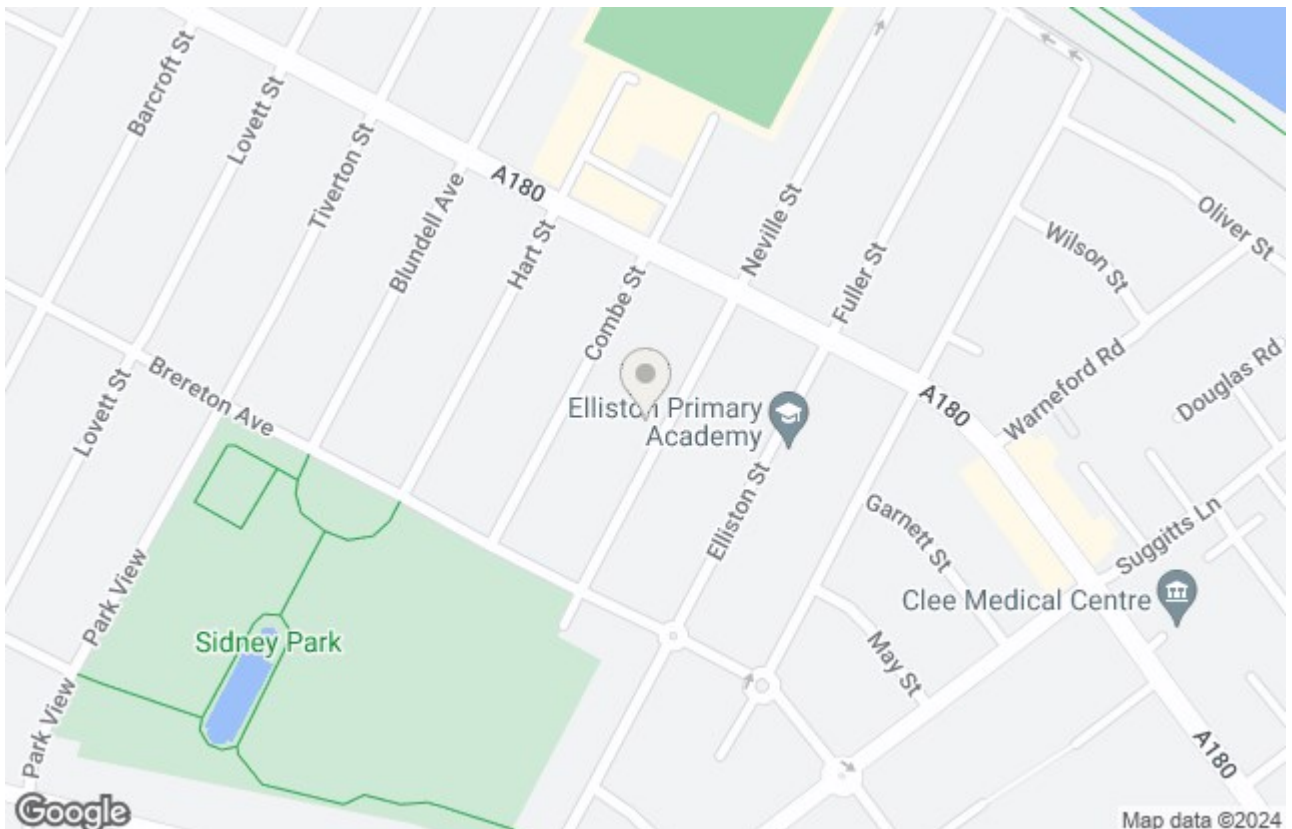 Barcroft St
Lovett St
Tiverton St
Blundell Ave
A180
Hart St
Combe St
Neville St
Fuller St
Oliver St
Wilson St
Warneford Rd
Douglas Rd
Lovett St
Brereton Ave
Elliston Primary
Academy
A180
Elliston St
Garnett St
Suggitts Ln
Clee Medical Centre
Park View
Sidney Park
May St
Park View
A180
Google
Map data ©2024